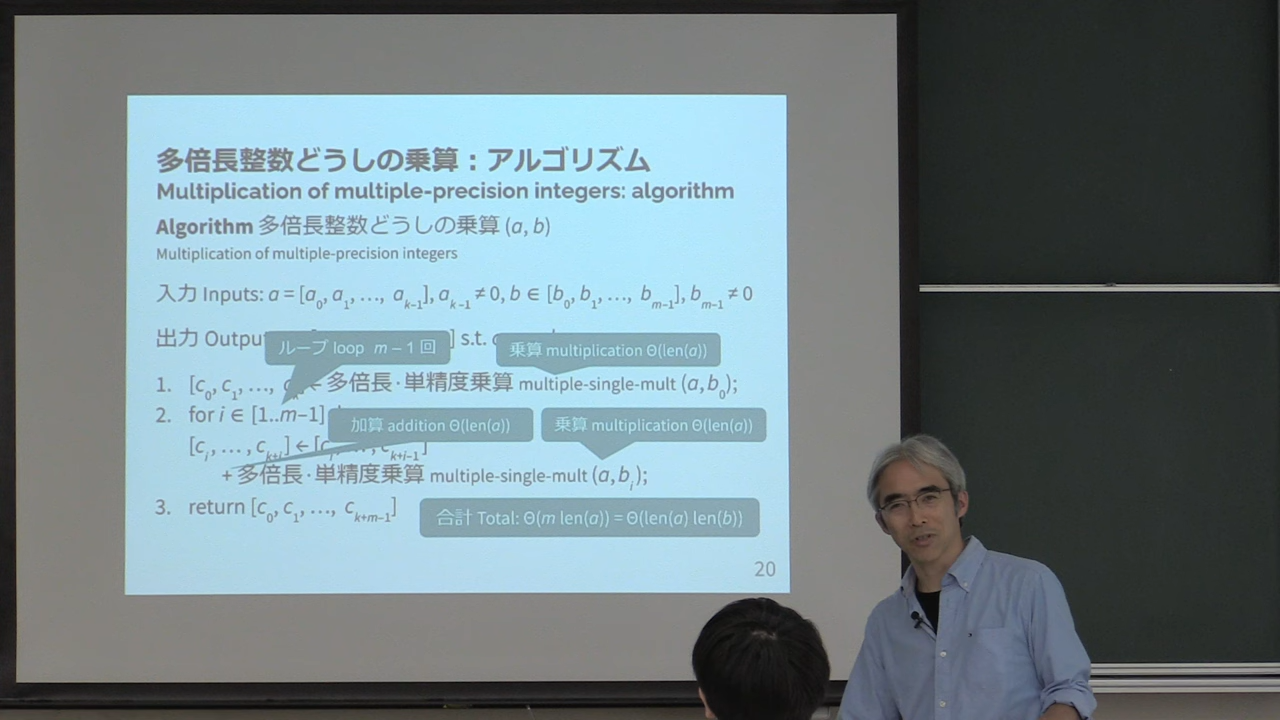 多倍長整数どうしの乗算：アルゴリズム
Multiplication of multiple-precision integers: algorithm
Algorithm 多倍長整数どうしの乗算 (a, b)
Multiplication of multiple-precision integers
入力 Inputs: a = [a0, a1, …, ak−1], ak−1 ≠ 0, b ∈ [b0, b1, …, bm−1], bm−1 ≠ 0
出力 Outpu ] s.t.
ループ loop m − 1 回
乗算 multiplication Θ(len(a))
1. [c0, c1, …, ← 多倍長・単精度乗算 multiple-single-mult (a, b0);
2. for i ∈ [1..m−1]
加算 addition Θ(len(a))
乗算 multiplication Θ(len(a))
[ci, …, ck+i] ← [ci, ck+i−1]
+ 多倍長・単精度乗算 multiple-single-mult (a, bi);
3. return [c0, c1, …, ck+m−1]
合計 Total: Θ(m len(a)) = Θ(len(a) len(b))
20